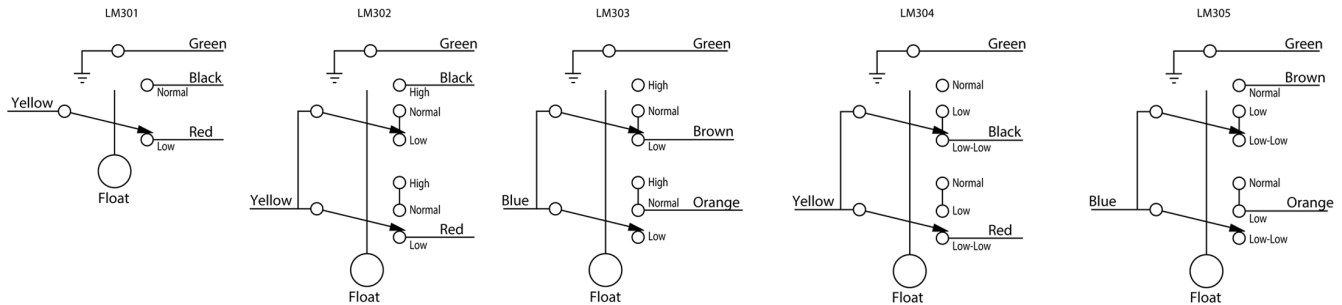 LM301
Green
Black
Normal
Yellow
Red
Low
Float
LM302
Green
Black
High
Normal
Low
High
Yellow
Normal
Red
Low
Float
LM303
Green
High
Normal
Brown
Low
High
Blue
Normal
Orange
Low
Float
LM304
Green
Normal
Low
Black
Low-Low
Normal
Yellow
Low
Red
Low-Low
Float
LM305
Green
Brown
Normal
Low
Low-Low
Normal
Blue
Orange
Low
Low-Low
Float